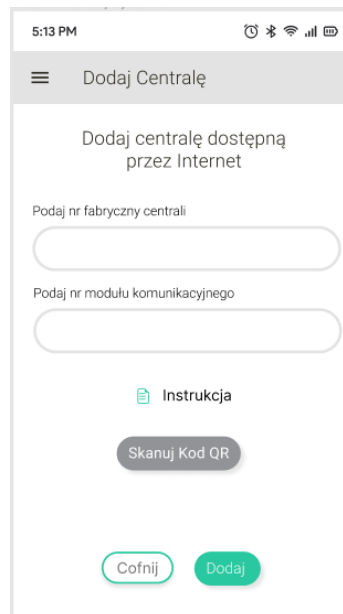 5:13 PM
Dodaj Centralę
Dodaj centralę dostępną
przez Internet
Podaj nr fabryczny centrali
Podaj nr modułu komunikacyjnego
Instrukcja
Skanuj Kod QR
Cofnij
Dodaj